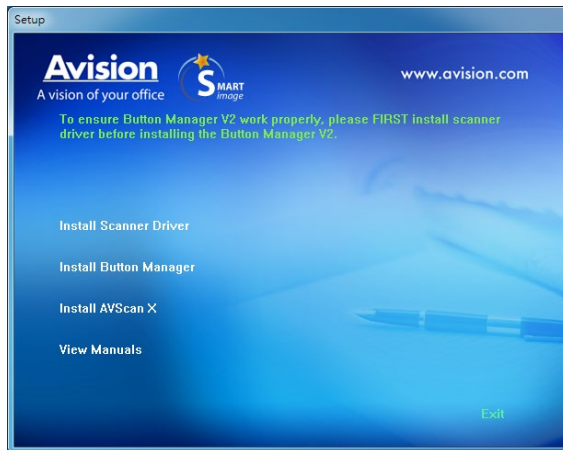 Setup
Avision
A vision of your office
SMART
image
www.avision.com
To ensure Button Manager V2 work properly, please FIRST install scanner
driver before installing the Button Manager V2.
Install Scanner Driver
Install Button Manager
Install AVScan X
View Manuals
Exit